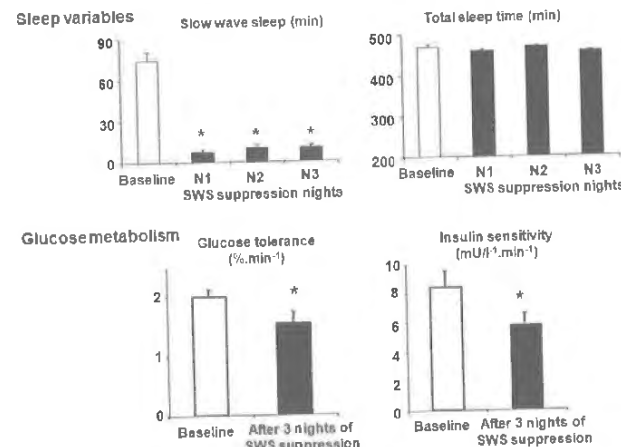 Sleep variables
Slow wave sleep (min)
90
60
30
0
*
*
*
Baseline
N1
N2
N3
SWS suppression nights
Total sleep time (min)
500
400
300
200
Baseline
N1
N2
N3
SWS suppression nights
Glucose metabolism
Glucose tolerance
(%.min-1)
2
1
0
*
Baseline
After 3 nights of
SWS suppression
Insulin sensitivity
(mU/l-1.min-1)
10
8
6
4
2
0
*
Baseline
After 3 nights of
SWS suppression